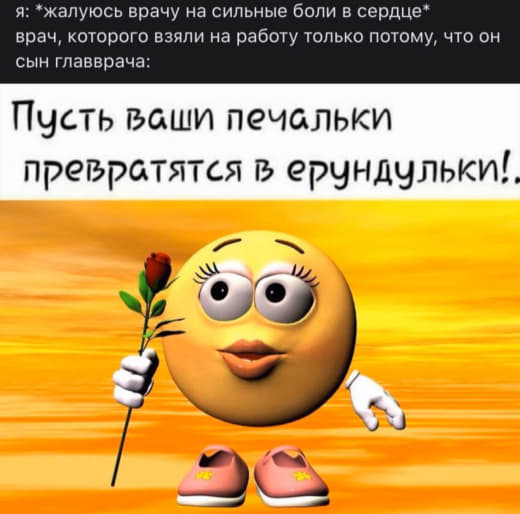 я: *жалуюсь врачу на сильные боли в сердце*
врач, которого взяли на работу только потому, что он
сын главврача:
Пусть ваши печальки
превратятся в ерундульки!.